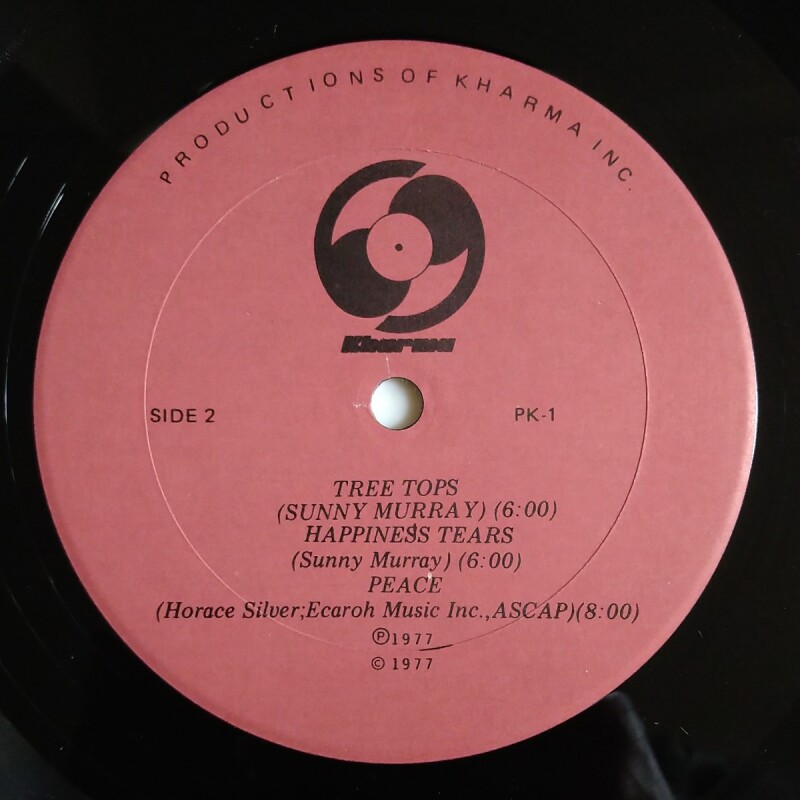 PRODUCTIONS OF KHARMA INC.
Kharma
SIDE 2
PK-1
TREE TOPS
(SUNNY MURRAY) (6:00)
HAPPINESS TEARS
(Sunny Murray) (6:00)
PEACE
(Horace Silver;Ecaroh Music Inc.,ASCAP)(8:00)
Ⓟ1977
© 1977